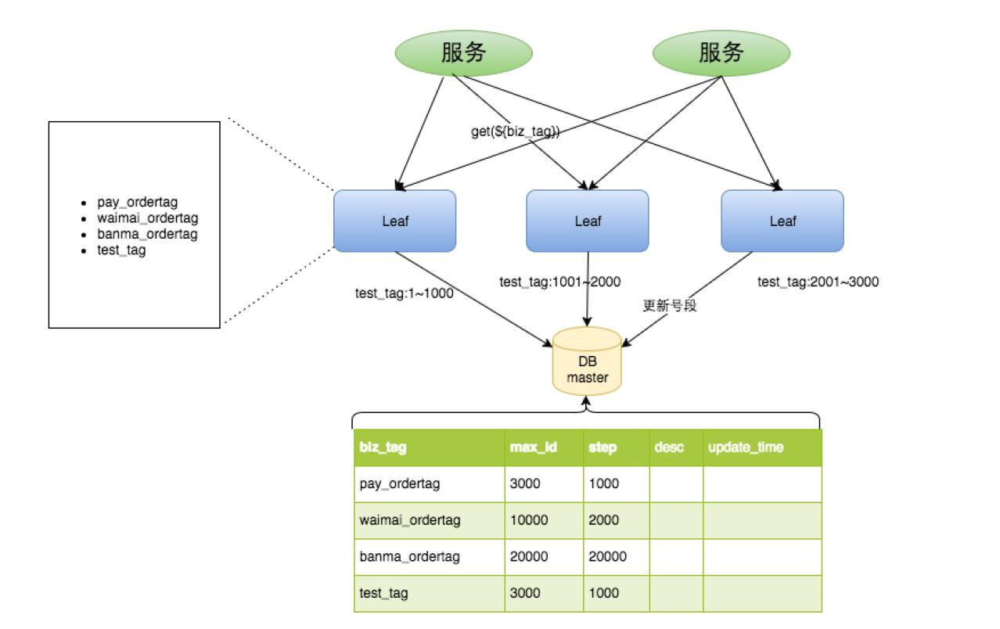 服务
服务
get(${biz_tag})
• pay_ordertag
• waimai_ordertag
• banma_ordertag
• test_tag
Leaf
Leaf
Leaf
test_tag:1~1000
test_tag:1001~2000
test_tag:2001~3000
更新号段
DB
master
biz_tag max_id step desc update_time
pay_ordertag 3000 1000
waimai_ordertag 10000 2000
banma_ordertag 20000 20000
test_tag 3000 1000